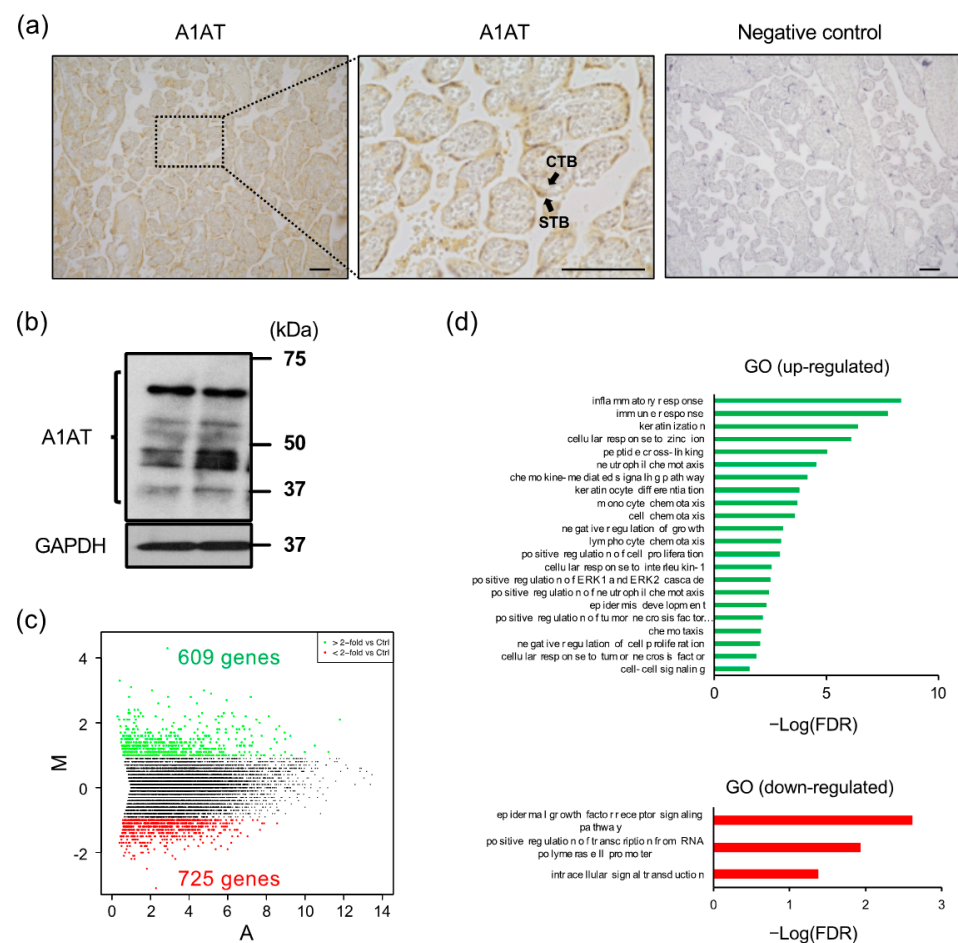 (a)
A1AT
A1AT
Negative control
CTB
STB
(b)
(kDa)
75
A1AT
50
37
GAPDH
37
(c)
> 2-fold vs Ctrl
< 2-fold vs Ctrl
609 genes
725 genes
4
2
0
-2
M
0 2 4 6 8 10 12 14
A
(d)
GO (up-regulated)
inflammatory response
immune response
keratinization
cellular response to zinc ion
peptide cross-linking
neutrophil chemotaxis
chemokine-mediated signaling pathway
keratinocyte differentiation
monocyte chemotaxis
cell chemotaxis
negative regulation of growth
lymphocyte chemotaxis
positive regulation of cell proliferation
cellular response to interleukin-1
positive regulation of ERK1 and ERK2 cascade
positive regulation of neutrophil chemotaxis
epidermis development
positive regulation of tumor necrosis factor...
chemotaxis
negative regulation of cell proliferation
cellular response to tumor necrosis factor
cell-cell signaling
0 5 10
−Log(FDR)
GO (down-regulated)
epidermal growth factor receptor signaling
pathway
positive regulation of transcription from RNA
polymerase II promoter
intracellular signal transduction
0 1 2 3
−Log(FDR)